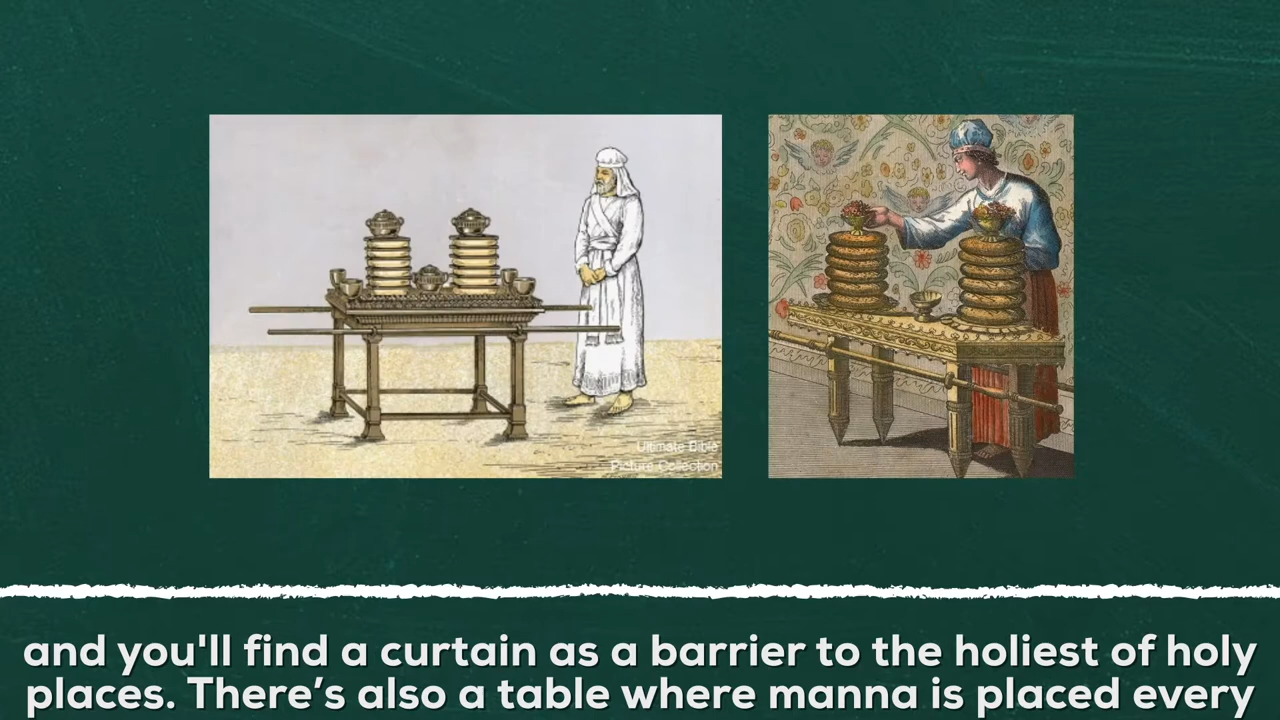 Ultimate Bible
Picture Collection
and you'll find a curtain as a barrier to the holiest of holy
places. There’s also a table where manna is placed every